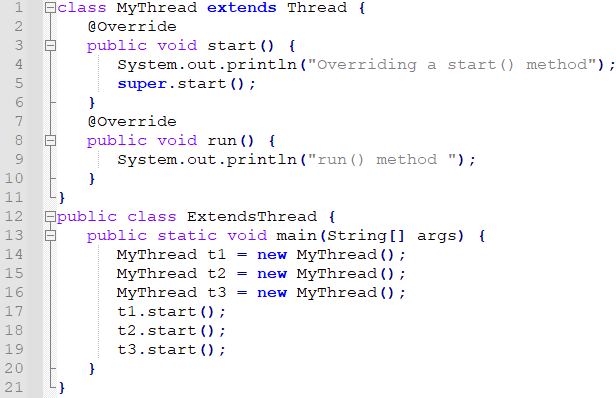 1 class MyThread extends Thread {
2 @Override
3 public void start() {
4 System.out.println("Overriding a start() method");
5 super.start();
6 }
7 @Override
8 public void run() {
9 System.out.println("run() method ");
10 }
11 }
12 public class ExtendsThread {
13 public static void main(String[] args) {
14 MyThread t1 = new MyThread();
15 MyThread t2 = new MyThread();
16 MyThread t3 = new MyThread();
17 t1.start();
18 t2.start();
19 t3.start();
20 }
21 }